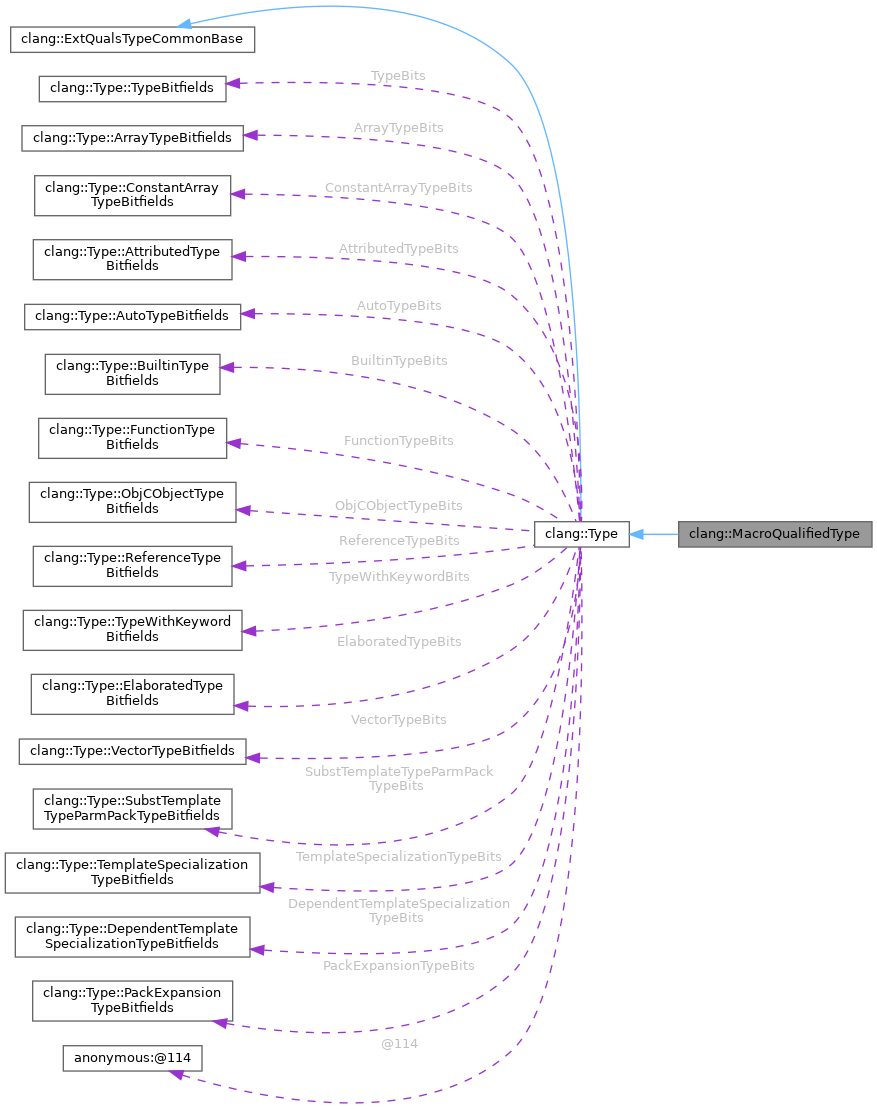 clang::ExtQualsTypeCommonBase
TypeBits
clang::Type::TypeBitfields
ArrayTypeBits
clang::Type::ArrayTypeBitfields
ConstantArrayTypeBits
clang::Type::ConstantArray
TypeBitfields
AttributedTypeBits
clang::Type::AttributedType
Bitfields
AutoTypeBits
clang::Type::AutoTypeBitfields
BuiltinTypeBits
clang::Type::BuiltinType
Bitfields
FunctionTypeBits
clang::Type::FunctionType
Bitfields
ObjCObjectTypeBits
clang::Type::ObjCObjectType
Bitfields
clang::Type
clang::MacroQualifiedType
ReferenceTypeBits
clang::Type::ReferenceType
Bitfields
TypeWithKeywordBits
clang::Type::TypeWithKeyword
Bitfields
ElaboratedTypeBits
clang::Type::ElaboratedType
Bitfields
VectorTypeBits
clang::Type::VectorTypeBitfields
SubstTemplateTypeParmPack
TypeBits
clang::Type::SubstTemplate
TypeParmPackTypeBitfields
TemplateSpecializationTypeBits
clang::Type::TemplateSpecialization
TypeBitfields
DependentTemplateSpecialization
TypeBits
clang::Type::DependentTemplate
SpecializationTypeBitfields
PackExpansionTypeBits
clang::Type::PackExpansion
TypeBitfields
@114
anonymous:@114